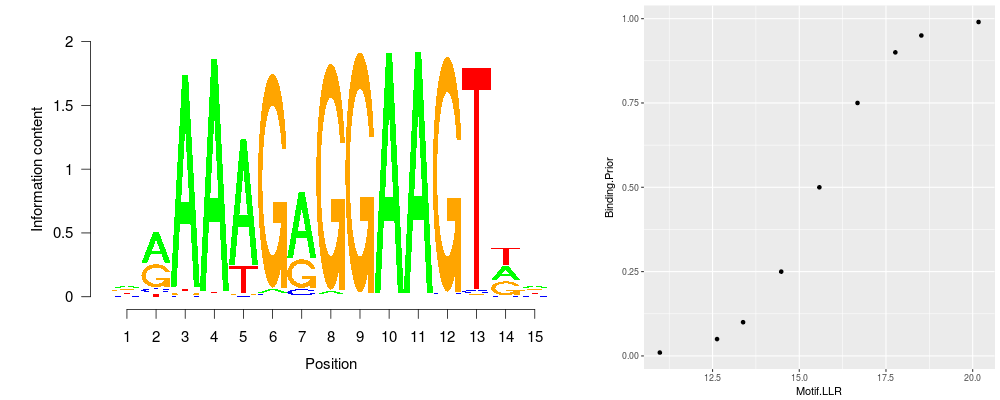 2
1.5
1
0.5
0
Information content
A
G
A
A
A
T
G
A
G
G
G
A
A
G
T
T
A
G
1 2 3 4 5 6 7 8 9 10 11 12 13 14 15
Position
1.00
0.75
0.50
0.25
0.00
Binding.Prior
12.5 15.0 17.5 20.0
Motif.LLR